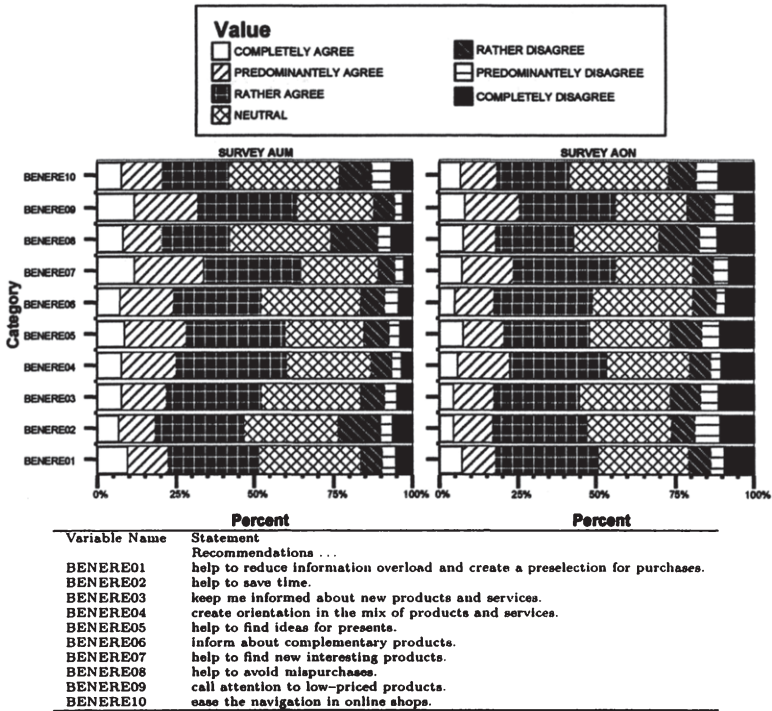 Value
COMPLETELY AGREE
PREDOMINANTELY AGREE
RATHER AGREE
NEUTRAL
RATHER DISAGREE
PREDOMINANTELY DISAGREE
COMPLETELY DISAGREE
SURVEY AUM
SURVEY AON
Category
BENERE10
BENERE09
BENERE08
BENERE07
BENERE06
BENERE05
BENERE04
BENERE03
BENERE02
BENERE01
0% 25% 50% 75% 100%
0% 25% 50% 75% 100%
Percent
Percent
Variable Name Statement
Recommendations ...
BENERE01 help to reduce information overload and create a preselection for purchases.
BENERE02 help to save time.
BENERE03 keep me informed about new products and services.
BENERE04 create orientation in the mix of products and services.
BENERE05 help to find ideas for presents.
BENERE06 inform about complementary products.
BENERE07 help to find new interesting products.
BENERE08 help to avoid mispurchases.
BENERE09 call attention to low-priced products.
BENERE10 ease the navigation in online shops.